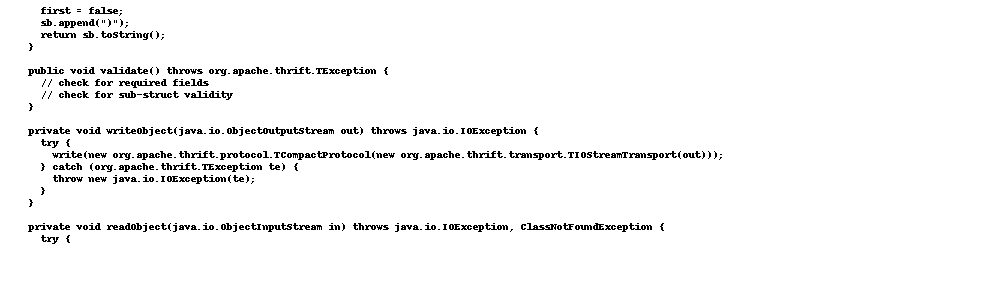 first = false;
sb.append(")");
return sb.toString();
}
public void validate() throws org.apache.thrift.TException {
// check for required fields
// check for sub-struct validity
}
private void writeObject(java.io.ObjectOutputStream out) throws java.io.IOException {
try {
write(new org.apache.thrift.protocol.TCompactProtocol(new org.apache.thrift.transport.TIOStreamTransport(out)));
} catch (org.apache.thrift.TException te) {
throw new java.io.IOException(te);
}
}
private void readObject(java.io.ObjectInputStream in) throws java.io.IOException, ClassNotFoundException {
try {